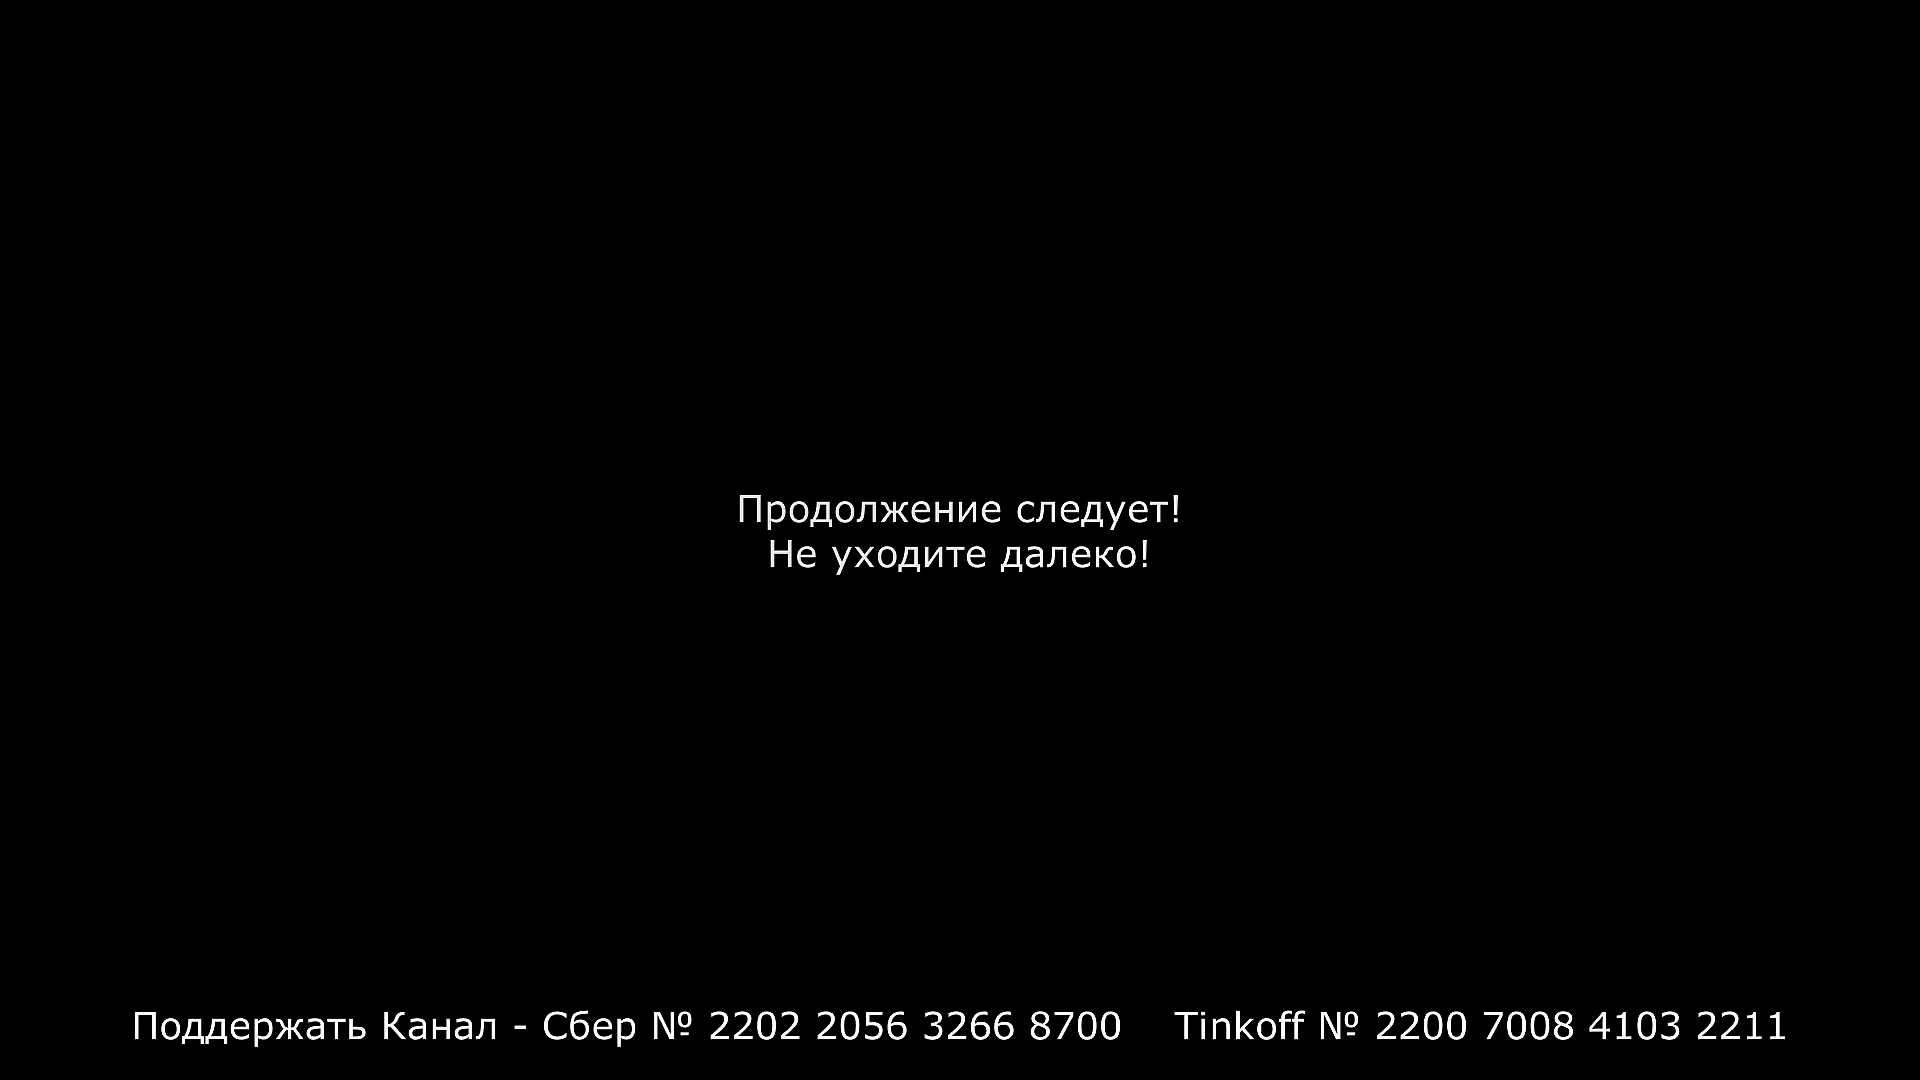 Продолжение следует!
Не уходите далеко!
Поддержать Канал - Сбер № 2202 2056 3266 8700 Tinkoff № 2200 7008 4103 2211